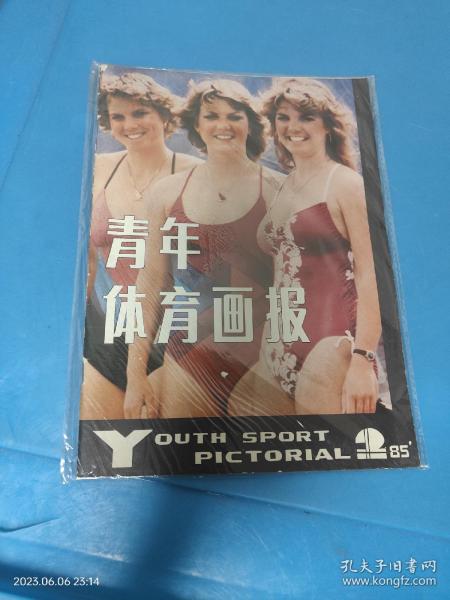 青年
体育画报
YOUTH SPORT
PICTORIAL 2 85'
2023.06.06 23:14
孔夫子旧书网
www.kongfz.com